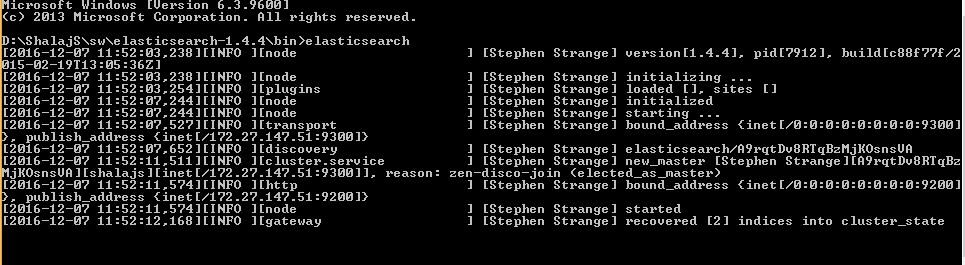 Microsoft Windows [Version 6.3.9600]
(c) 2013 Microsoft Corporation. All rights reserved.
D:\ShalajS\sw\elasticsearch-1.4.4\bin>elasticsearch
[2016-12-07 11:52:03,238][INFO ][node                     ] [Stephen Strange] version[1.4.4], pid[7912], build[c88f77f/2
015-02-19T13:05:36Z]
[2016-12-07 11:52:03,238][INFO ][node                     ] [Stephen Strange] initializing ...
[2016-12-07 11:52:03,254][INFO ][plugins                  ] [Stephen Strange] loaded [], sites []
[2016-12-07 11:52:07,244][INFO ][node                     ] [Stephen Strange] initialized
[2016-12-07 11:52:07,244][INFO ][node                     ] [Stephen Strange] starting ...
[2016-12-07 11:52:07,527][INFO ][transport                ] [Stephen Strange] bound_address {inet[/0:0:0:0:0:0:0:0:9300]
}, publish_address {inet[/172.27.147.51:9300]}
[2016-12-07 11:52:07,652][INFO ][discovery                ] [Stephen Strange] elasticsearch/A9rqtDv8RTqBzMjKOsnsVA
[2016-12-07 11:52:11,511][INFO ][cluster.service          ] [Stephen Strange] new_master [Stephen Strange][A9rqtDv8RTqBz
MjKOsnsVA][shalajs][inet[/172.27.147.51:9300]], reason: zen-disco-join (elected_as_master)
[2016-12-07 11:52:11,574][INFO ][http                     ] [Stephen Strange] bound_address {inet[/0:0:0:0:0:0:0:0:9200]
}, publish_address {inet[/172.27.147.51:9200]}
[2016-12-07 11:52:11,574][INFO ][node                     ] [Stephen Strange] started
[2016-12-07 11:52:12,168][INFO ][gateway                  ] [Stephen Strange] recovered [2] indices into cluster_state